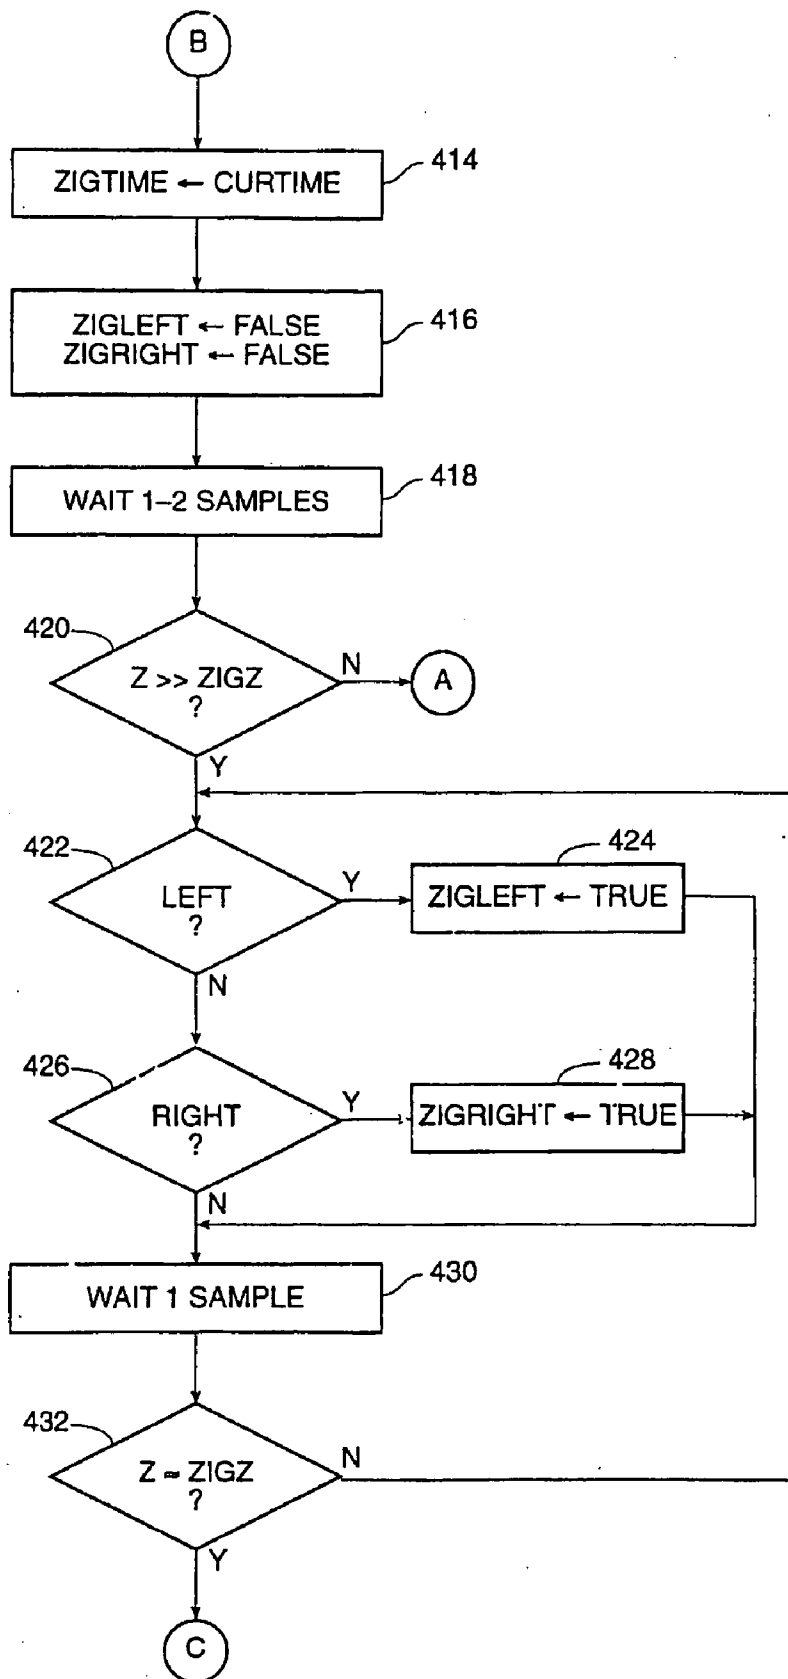 B
ZIGTIME ← CURTIME
414
ZIGLEFT ← FALSE
ZIGRIGHT ← FALSE
416
WAIT 1–2 SAMPLES
418
420
Z >> ZIGZ
?
N
A
Y
422
LEFT
?
Y
424
ZIGLEFT ← TRUE
N
426
RIGHT
?
Y
428
ZIGRIGHT ← TRUE
N
WAIT 1 SAMPLE
430
432
Z ≈ ZIGZ
?
N
Y
C